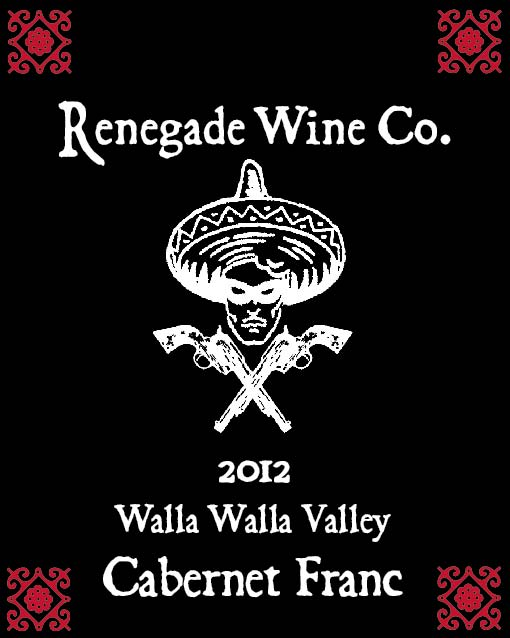 Renegade Wine Co.
2012
Walla Walla Valley
Cabernet Franc